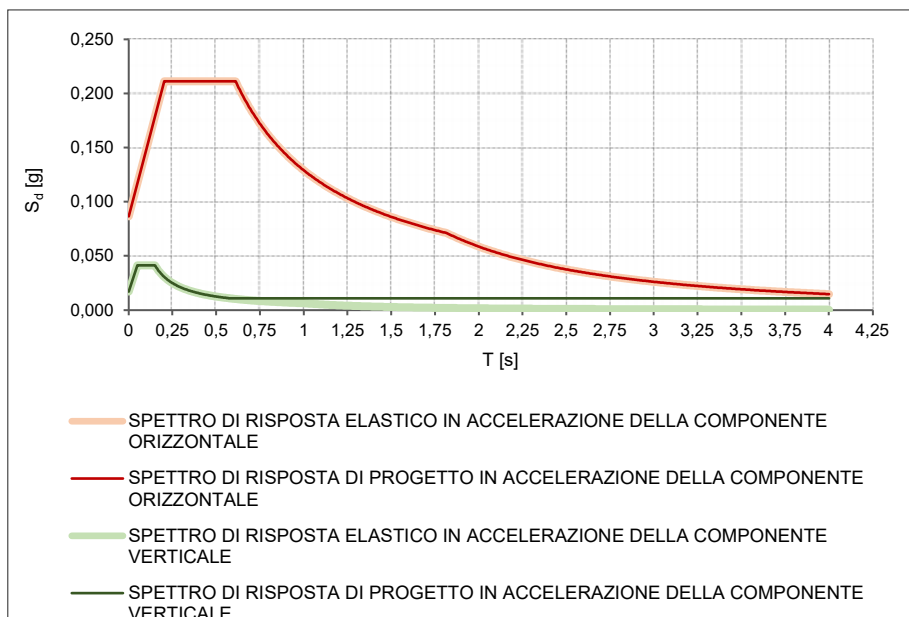 0,250
0,200
0,150
0,100
0,050
0,000
S_d [g]
0 0,25 0,5 0,75 1 1,25 1,5 1,75 2 2,25 2,5 2,75 3 3,25 3,5 3,75 4 4,25
T [s]
SPETTRO DI RISPOSTA ELASTICO IN ACCELERAZIONE DELLA COMPONENTE
ORIZZONTALE
SPETTRO DI RISPOSTA DI PROGETTO IN ACCELERAZIONE DELLA COMPONENTE
ORIZZONTALE
SPETTRO DI RISPOSTA ELASTICO IN ACCELERAZIONE DELLA COMPONENTE
VERTICALE
SPETTRO DI RISPOSTA DI PROGETTO IN ACCELERAZIONE DELLA COMPONENTE
VERTICALE